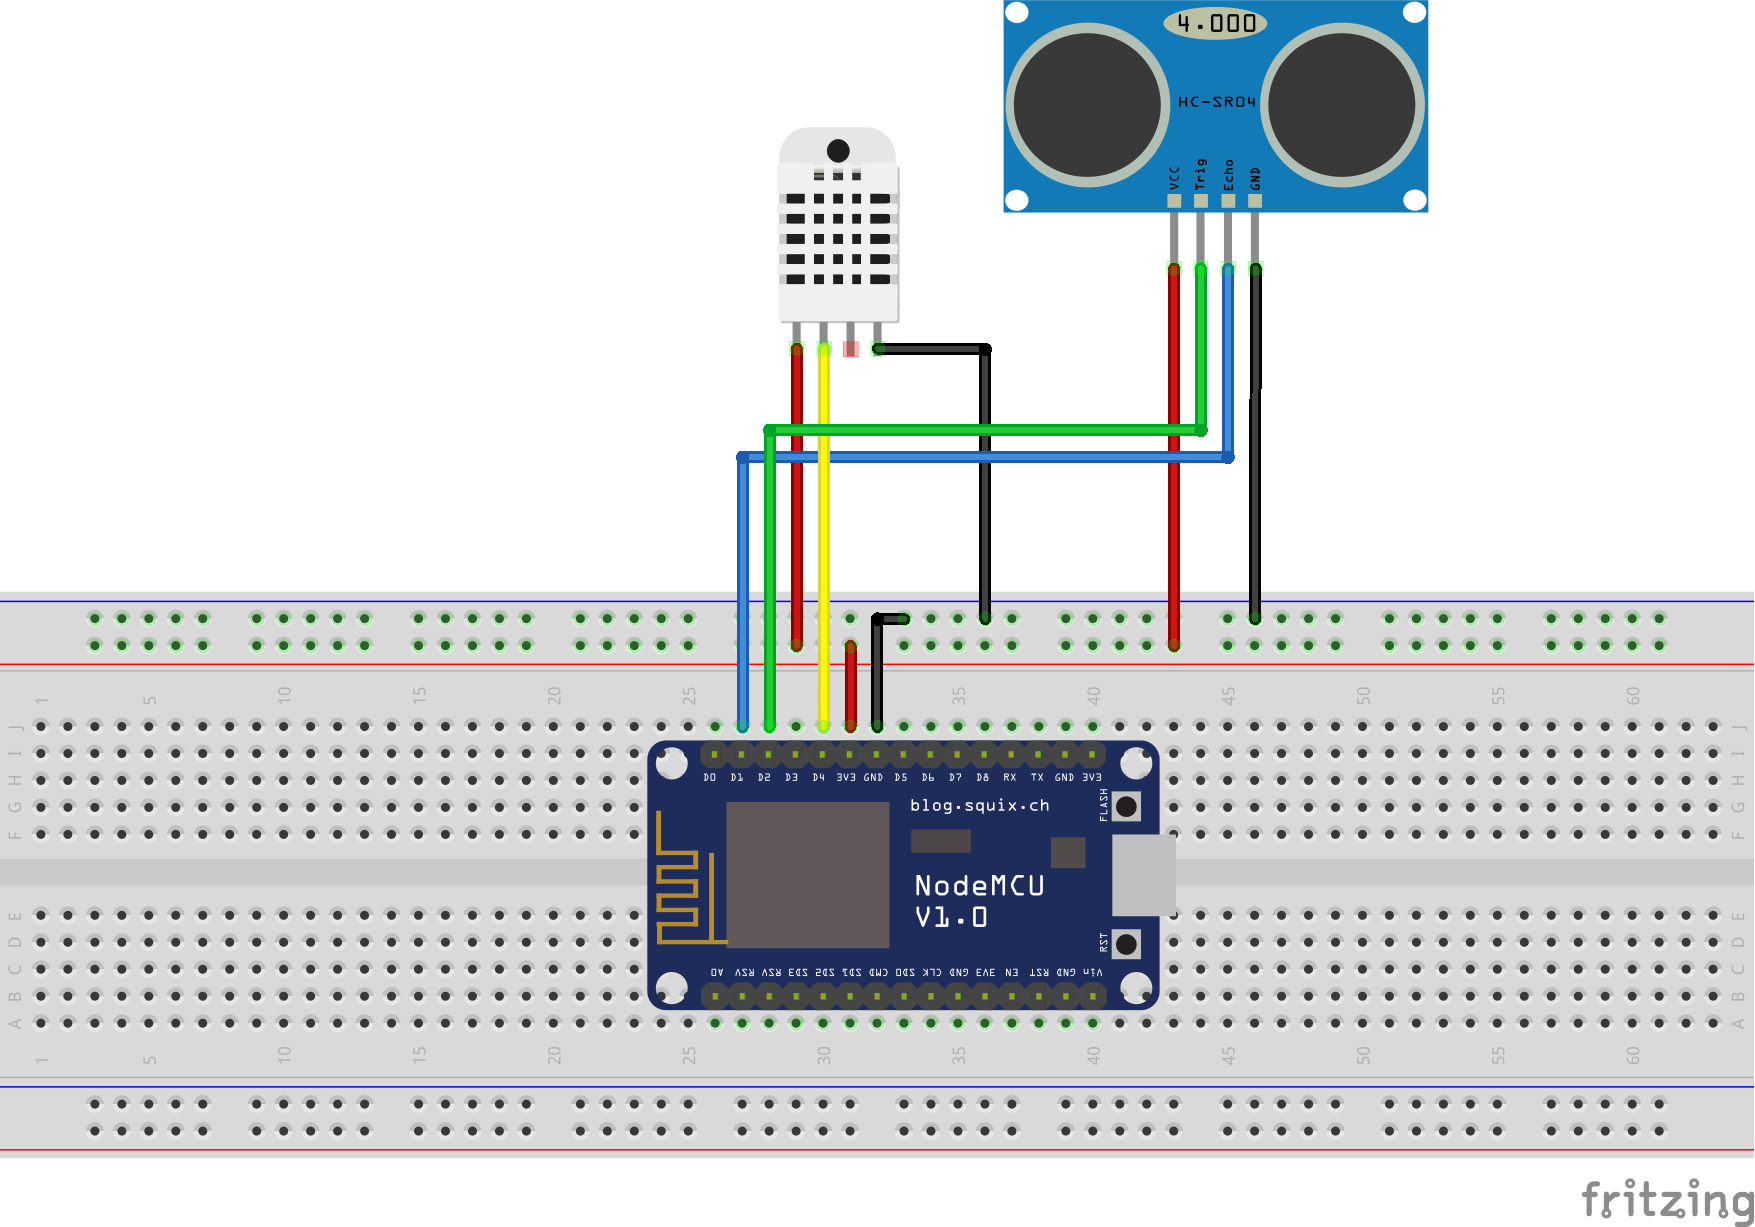 4.000
HC-SR04
VCC Trig Echo GND
1 5 10 15 20 25 30 35 40 45 50 55 60
J J
I I
H H
G G
F F
D0 D1 D2 D3 D4 3V3 GND D5 D6 D7 D8 RX TX GND 3V3
blog.squix.ch
FLASH
NodeMCU
V1.0
RST
A0 RSV RSV SD3 SD2 SD1 CMD SDO CLK GND 3V3 EN RST GND Vin
E E
D D
C C
B B
A A
1 5 10 15 20 25 30 35 40 45 50 55 60
fritzing